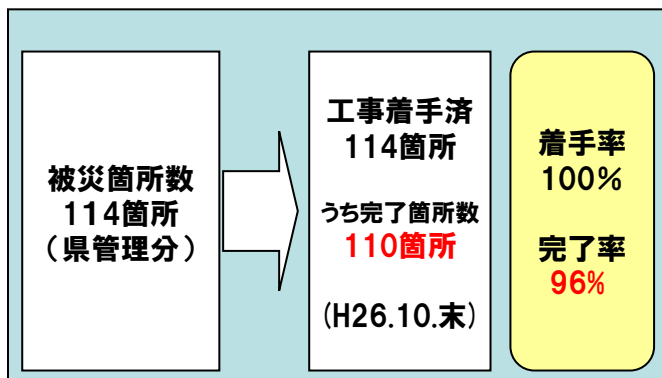 被災箇所数
114箇所
（県管理分）
工事着手済
114箇所
うち完了箇所数
110箇所
(H26.10.末)
着手率
100%
完了率
96%